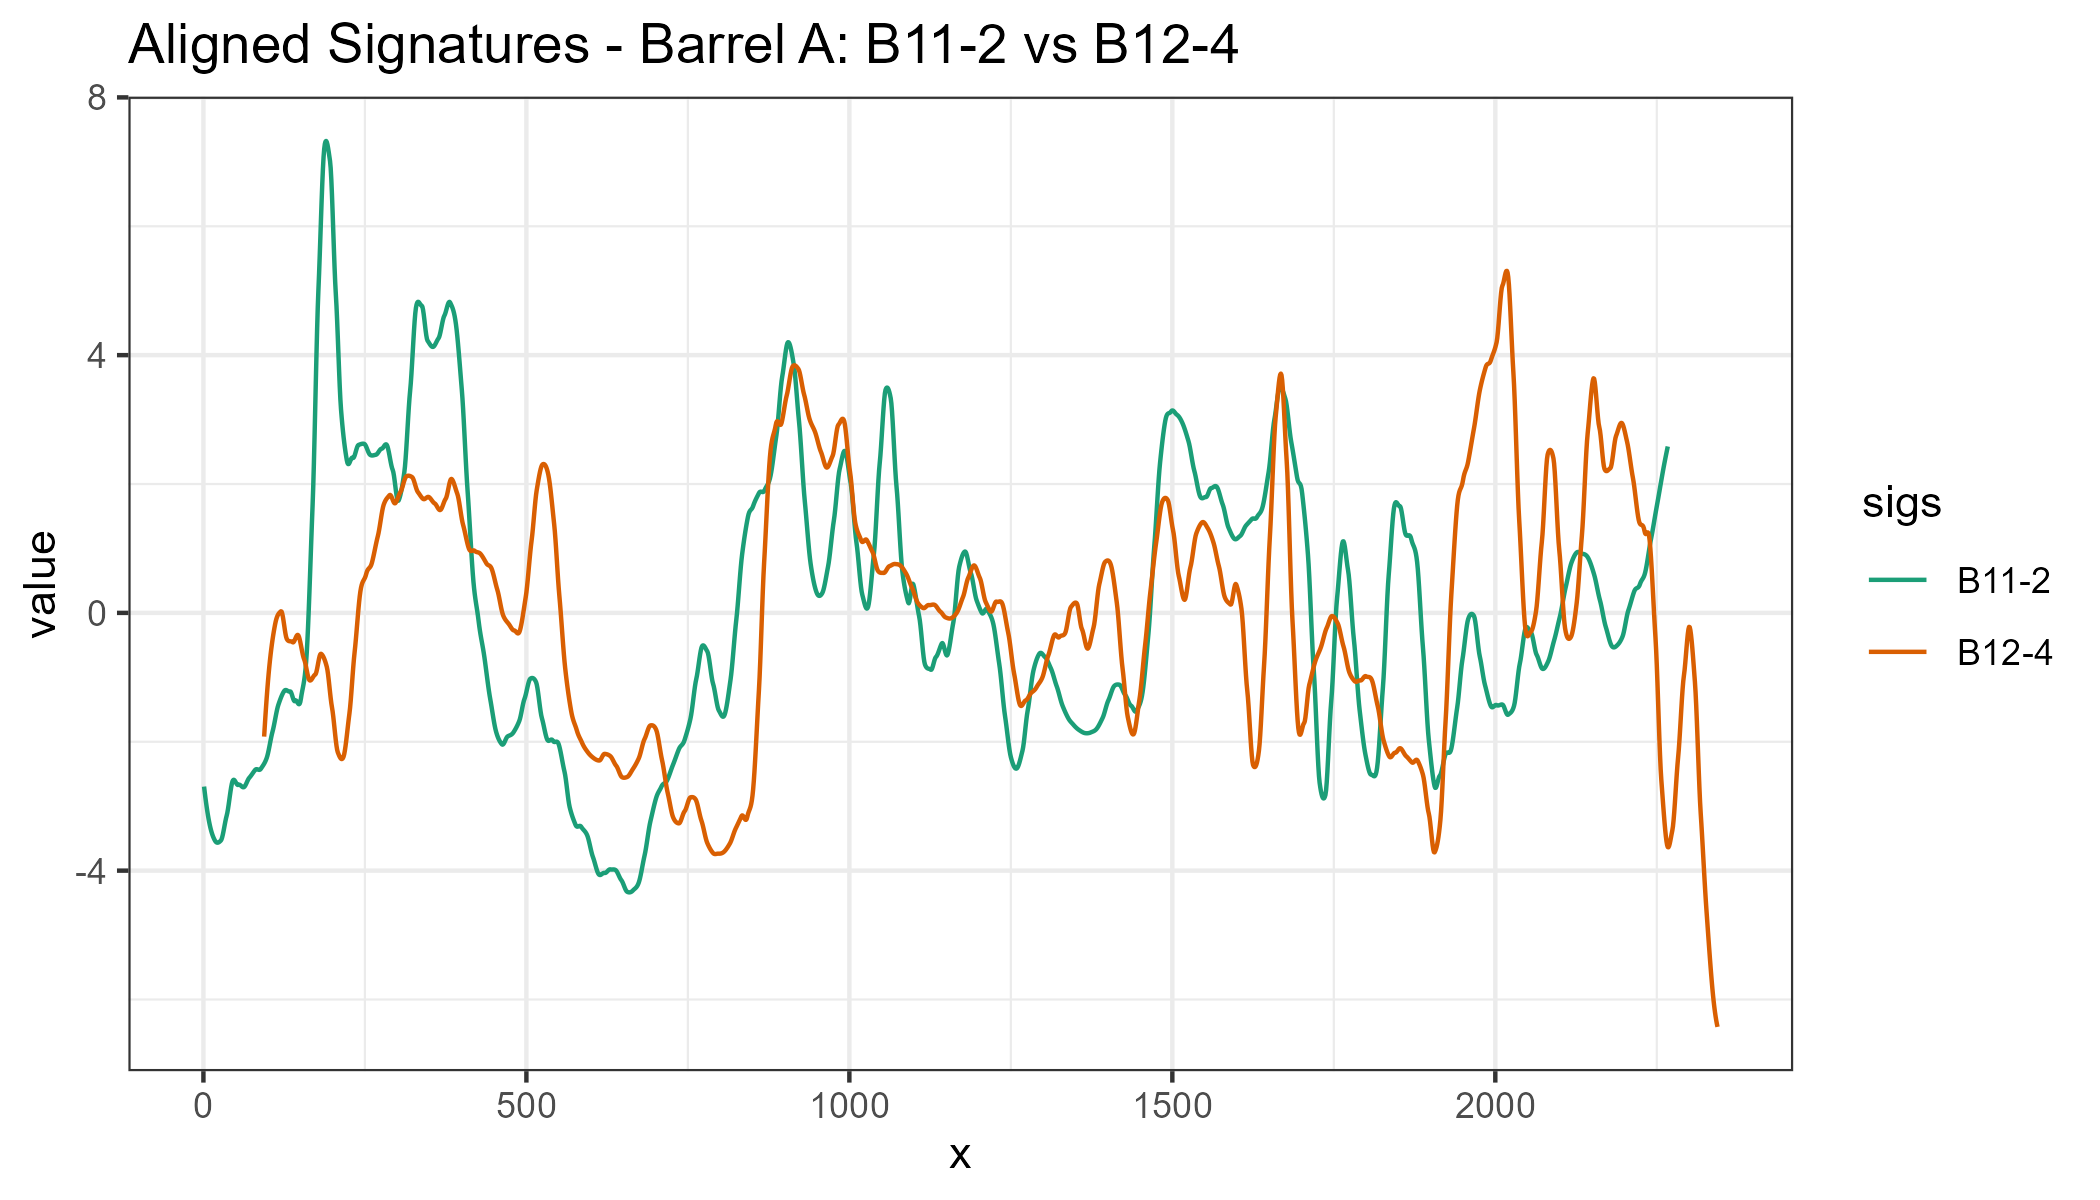 Aligned Signatures - Barrel A: B11-2 vs B12-4
8
4
0
-4
value
0 500 1000 1500 2000
x
sigs
B11-2
B12-4